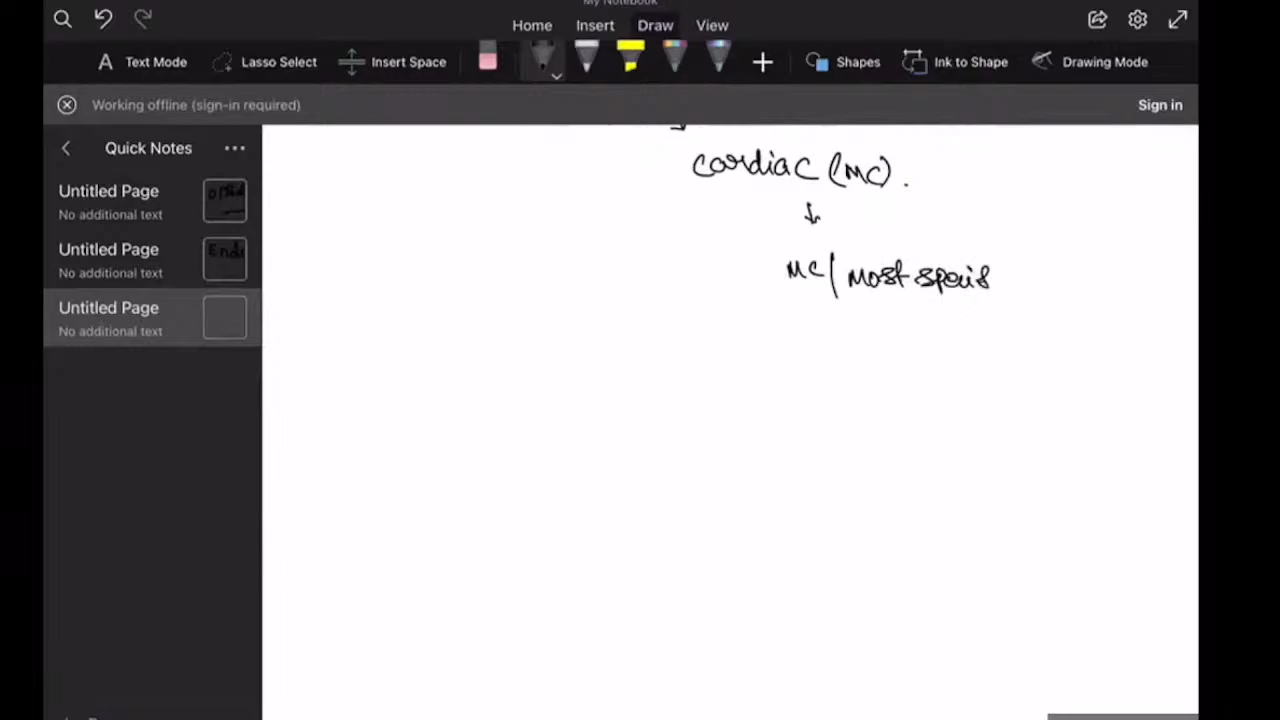 My Notebook
Home Insert Draw View
Text Mode Lasso Select Insert Space Shapes Ink to Shape Drawing Mode
Working offline (sign-in required) Sign in
Quick Notes
Untitled Page
No additional text
Untitled Page
No additional text
Untitled Page
No additional text
cardiac (MC).
MC/ most